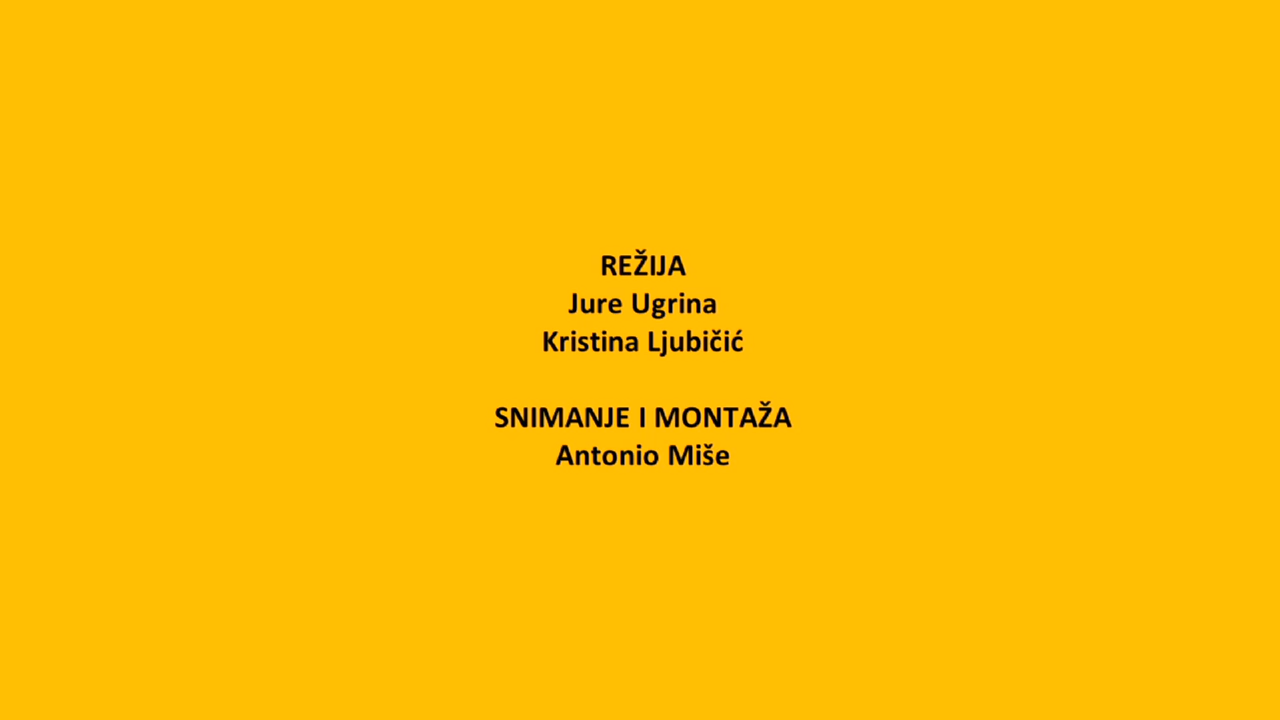 REŽIJA
Jure Ugrina
Kristina Ljubičić
SNIMANJE I MONTAŽA
Antonio Miše